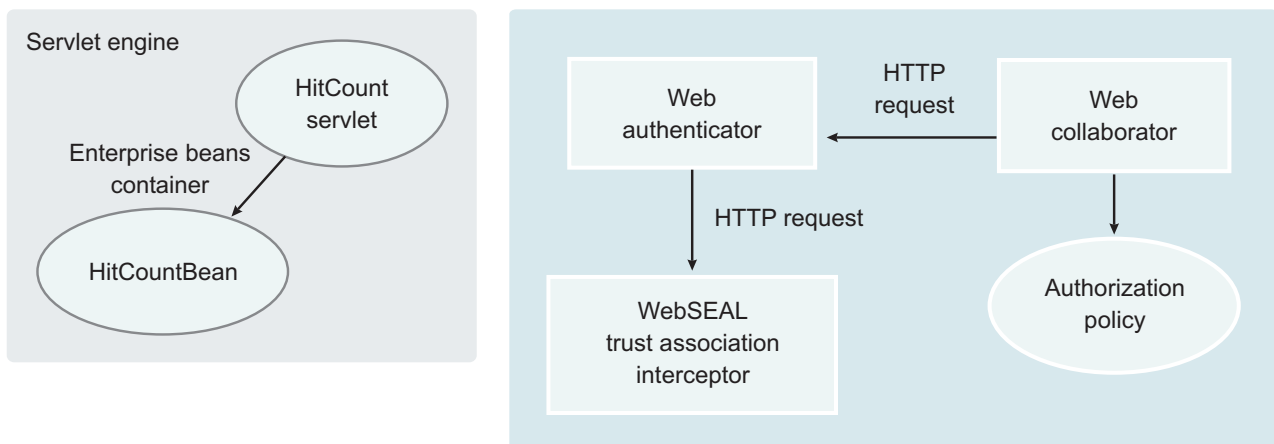 Servlet engine
HitCount
servlet
Enterprise beans
container
HitCountBean
Web
authenticator
HTTP
request
Web
collaborator
HTTP request
WebSEAL
trust association
interceptor
Authorization
policy